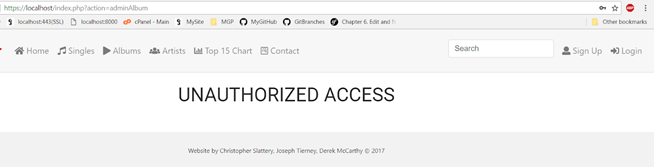 https://localhost/index.php?action=adminAlbum
localhost:443(SSL) localhost:8000 cPanel - Main MySite MGP MyGitHub GitBranches Chapter 6. Edit and
Other bookmarks
Home Singles Albums Artists Top 15 Chart Contact Search Sign Up Login
UNAUTHORIZED ACCESS
Website by Christopher Slattery, Joseph Tierney, Derek McCarthy © 2017